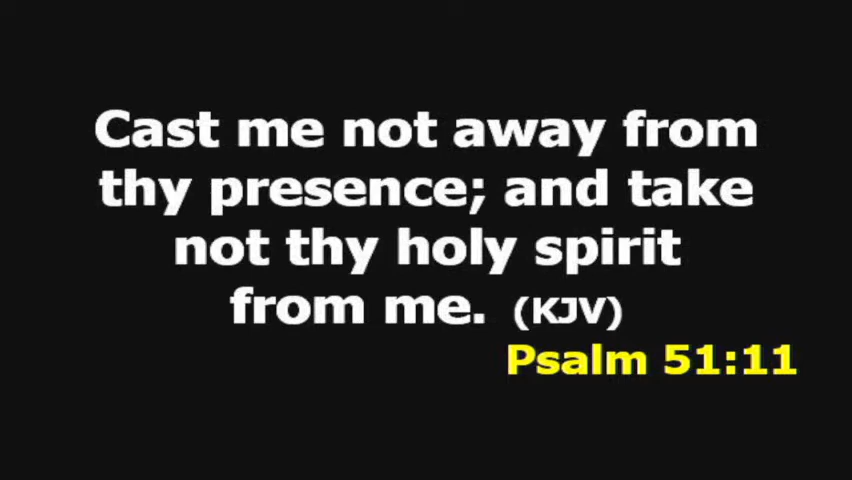 Cast me not away from
thy presence; and take
not thy holy spirit
from me. (KJV)
Psalm 51:11